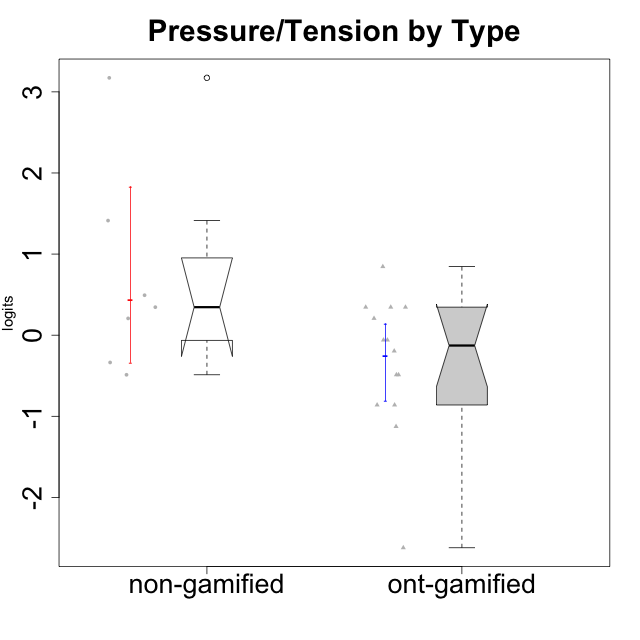 Pressure/Tension by Type
3
2
1
0
-1
-2
logits
non-gamified
ont-gamified